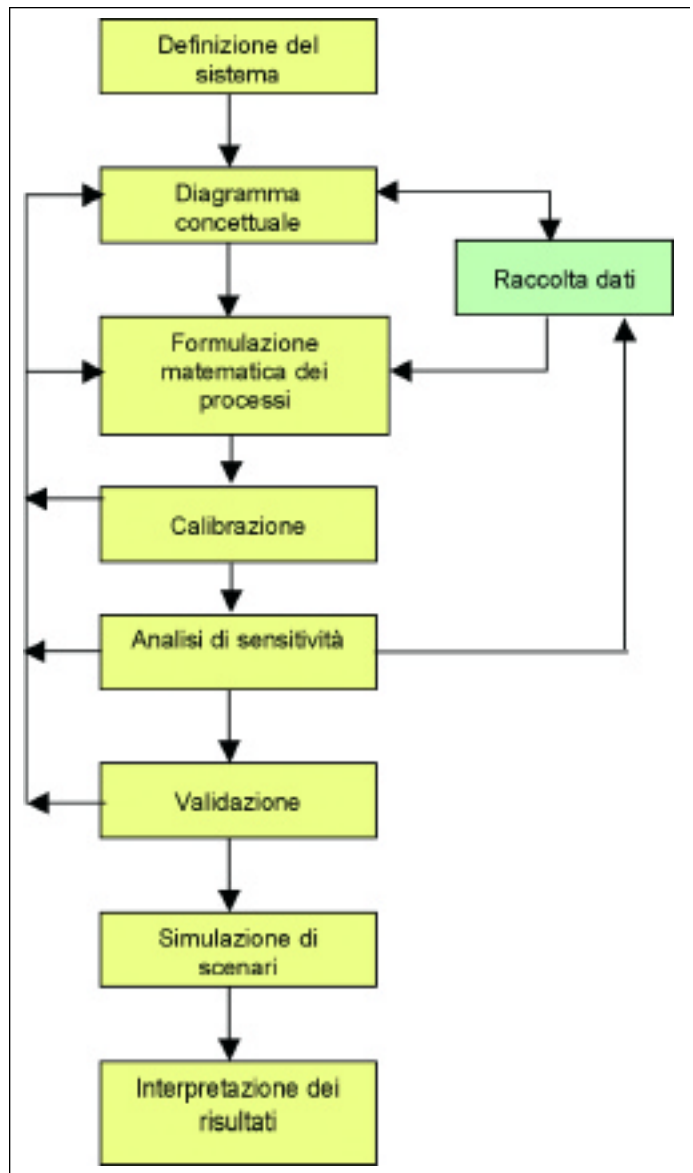 Definizione del
sistema
Diagramma
concettuale
Raccolta dati
Formulazione
matematica dei
processi
Calibrazione
Analisi di sensitività
Validazione
Simulazione di
scenari
Interpretazione dei
risultati